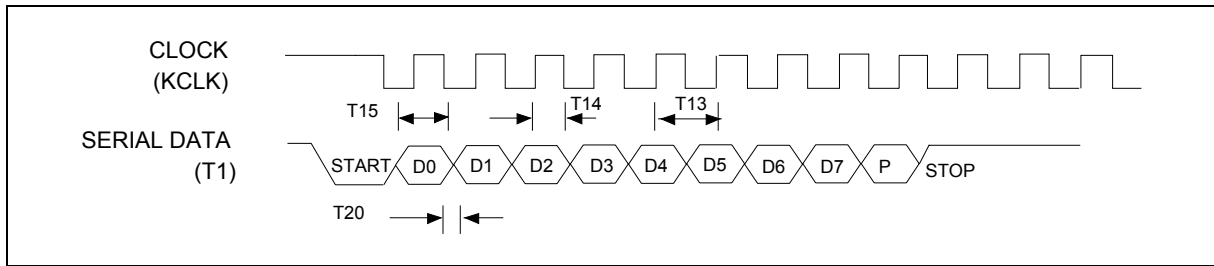 CLOCK
(KCLK)
T15
T14
T13
SERIAL DATA
(T1)
START
D0
D1
D2
D3
D4
D5
D6
D7
P
STOP
T20